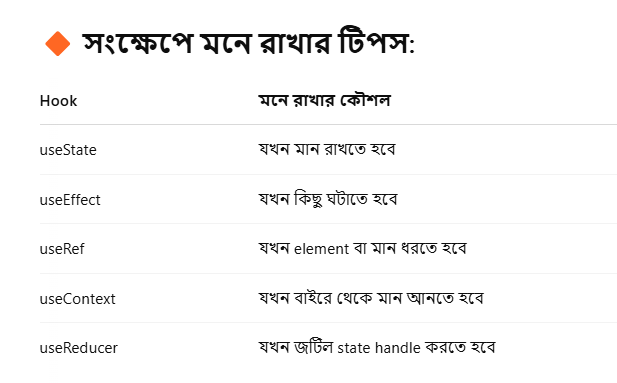 সংক্ষেপে মনে রাখার টিপস:
Hook মনে রাখার কৌশল
useState যখন মান রাখতে হবে
useEffect যখন কিছু ঘটাতে হবে
useRef যখন element বা মান ধরতে হবে
useContext যখন বাইরে থেকে মান আনতে হবে
useReducer যখন জটিল state handle করতে হবে